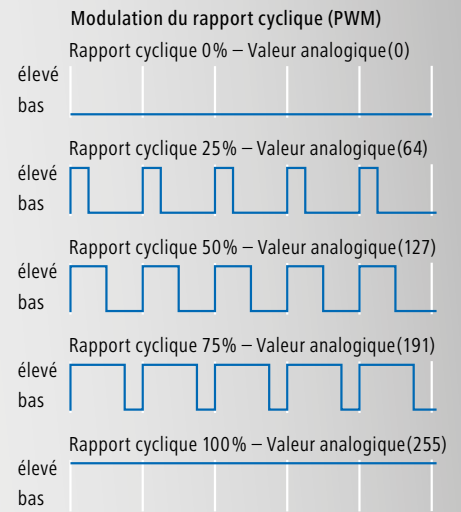 Modulation du rapport cyclique (PWM)
Rapport cyclique 0% – Valeur analogique(0)
élevé
bas
Rapport cyclique 25% – Valeur analogique(64)
élevé
bas
Rapport cyclique 50% – Valeur analogique(127)
élevé
bas
Rapport cyclique 75% – Valeur analogique(191)
élevé
bas
Rapport cyclique 100% – Valeur analogique(255)
élevé
bas